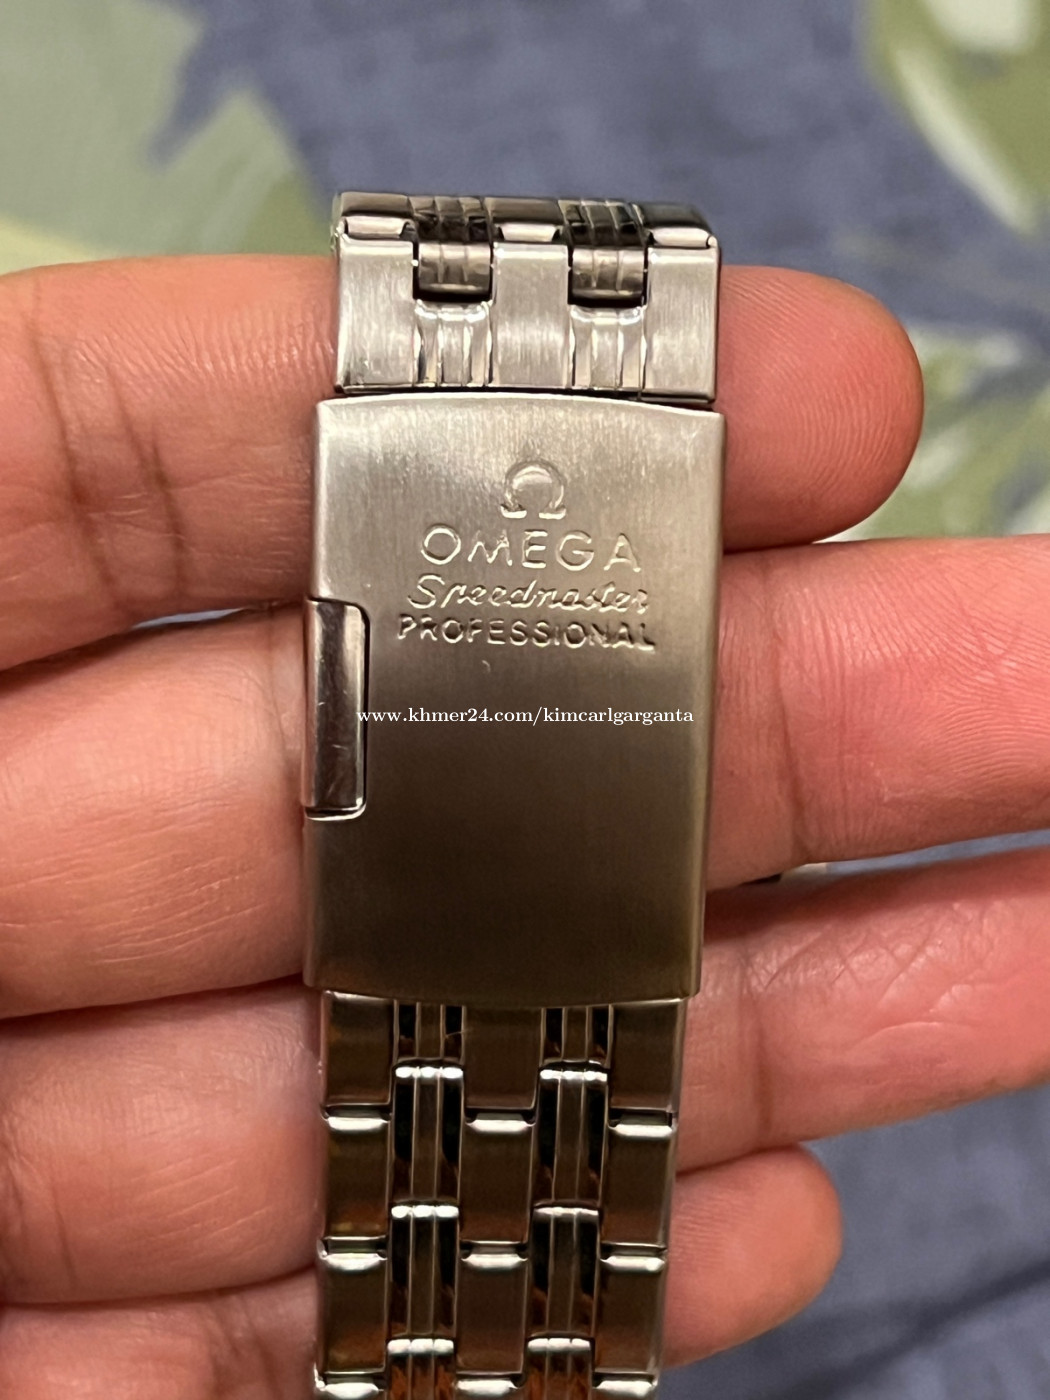 Ω
OMEGA
Speedmaster
PROFESSIONAL
www.khmer24.com/kimcarlgarganta